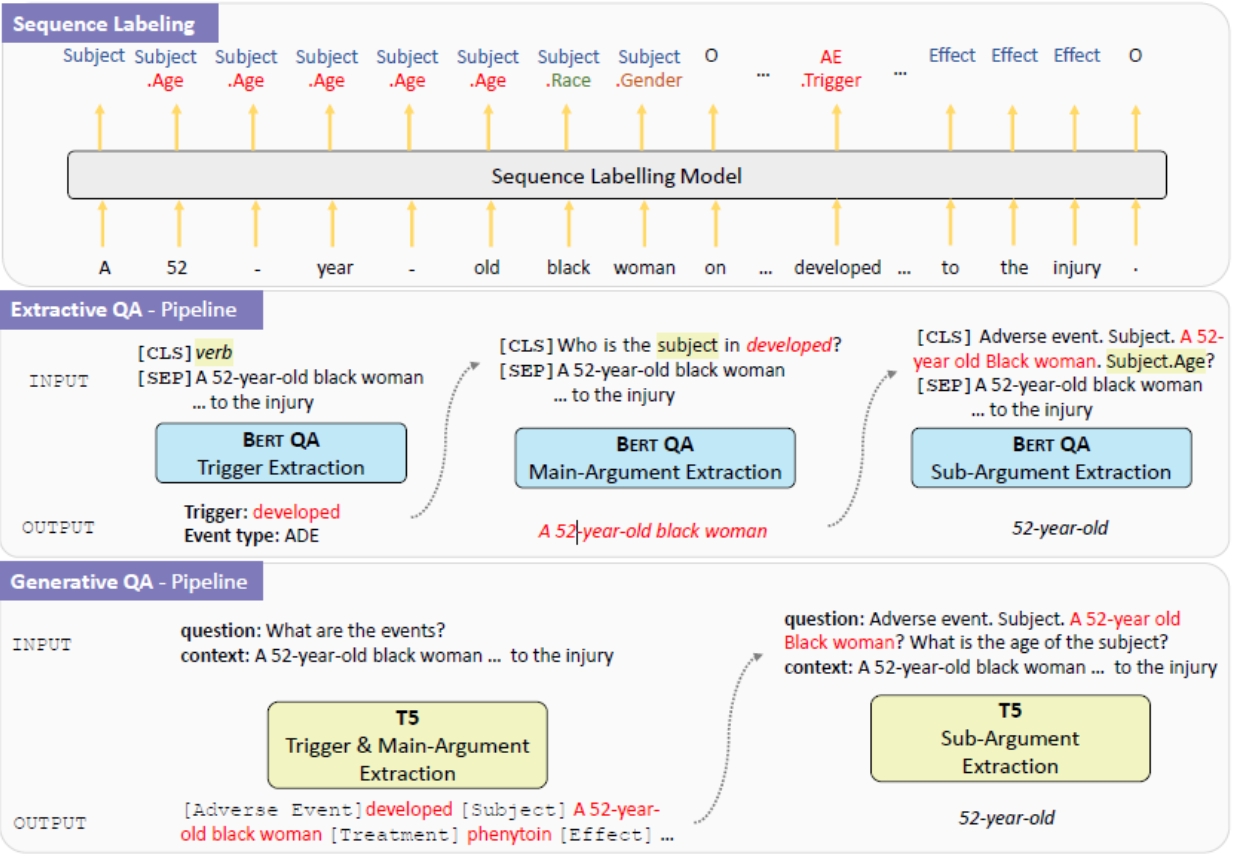 Sequence Labeling
Subject Subject Subject Subject Subject Subject Subject Subject O AE Effect Effect Effect O
.Age .Age .Age .Age .Age .Race .Gender ... .Trigger ...
Sequence Labelling Model
A 52 - year - old black woman on ... developed ... to the injury .
Extractive QA - Pipeline
INPUT
[CLS] verb
[SEP] A 52-year-old black woman
... to the injury
BERT QA
Trigger Extraction
OUTPUT
Trigger: developed
Event type: ADE
[CLS] Who is the subject in developed?
[SEP] A 52-year-old black woman
... to the injury
BERT QA
Main-Argument Extraction
A 52-year-old black woman
[CLS] Adverse event. Subject. A 52-
year old Black woman. Subject.Age?
[SEP] A 52-year-old black woman
... to the injury
BERT QA
Sub-Argument Extraction
52-year-old
Generative QA - Pipeline
INPUT
question: What are the events?
context: A 52-year-old black woman ... to the injury
T5
Trigger & Main-Argument
Extraction
OUTPUT
[Adverse Event] developed [Subject] A 52-year-
old black woman [Treatment] phenytoin [Effect] ...
question: Adverse event. Subject. A 52-year old
Black woman? What is the age of the subject?
context: A 52-year-old black woman ... to the injury
T5
Sub-Argument
Extraction
52-year-old